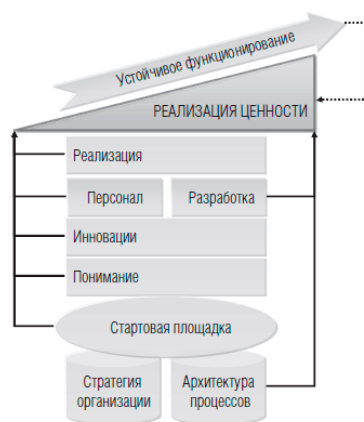 Устойчивое функционирование
РЕАЛИЗАЦИЯ ЦЕННОСТИ
Реализация
Персонал
Разработка
Инновации
Понимание
Стартовая площадка
Стратегия
организации
Архитектура
процессов